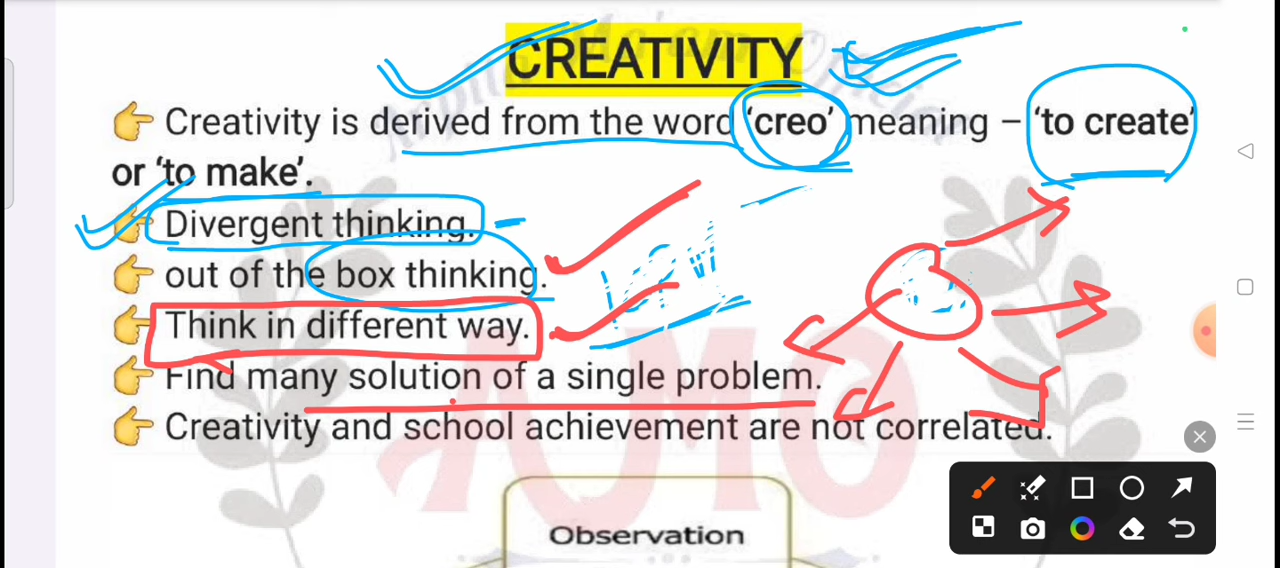 CREATIVITY
👉 Creativity is derived from the word ‘creo’ meaning – ‘to create’
or ‘to make’.
👉 Divergent thinking.
👉 out of the box thinking.
👉 Think in different way.
👉 Find many solution of a single problem.
👉 Creativity and school achievement are not correlated.
AMO
Observation